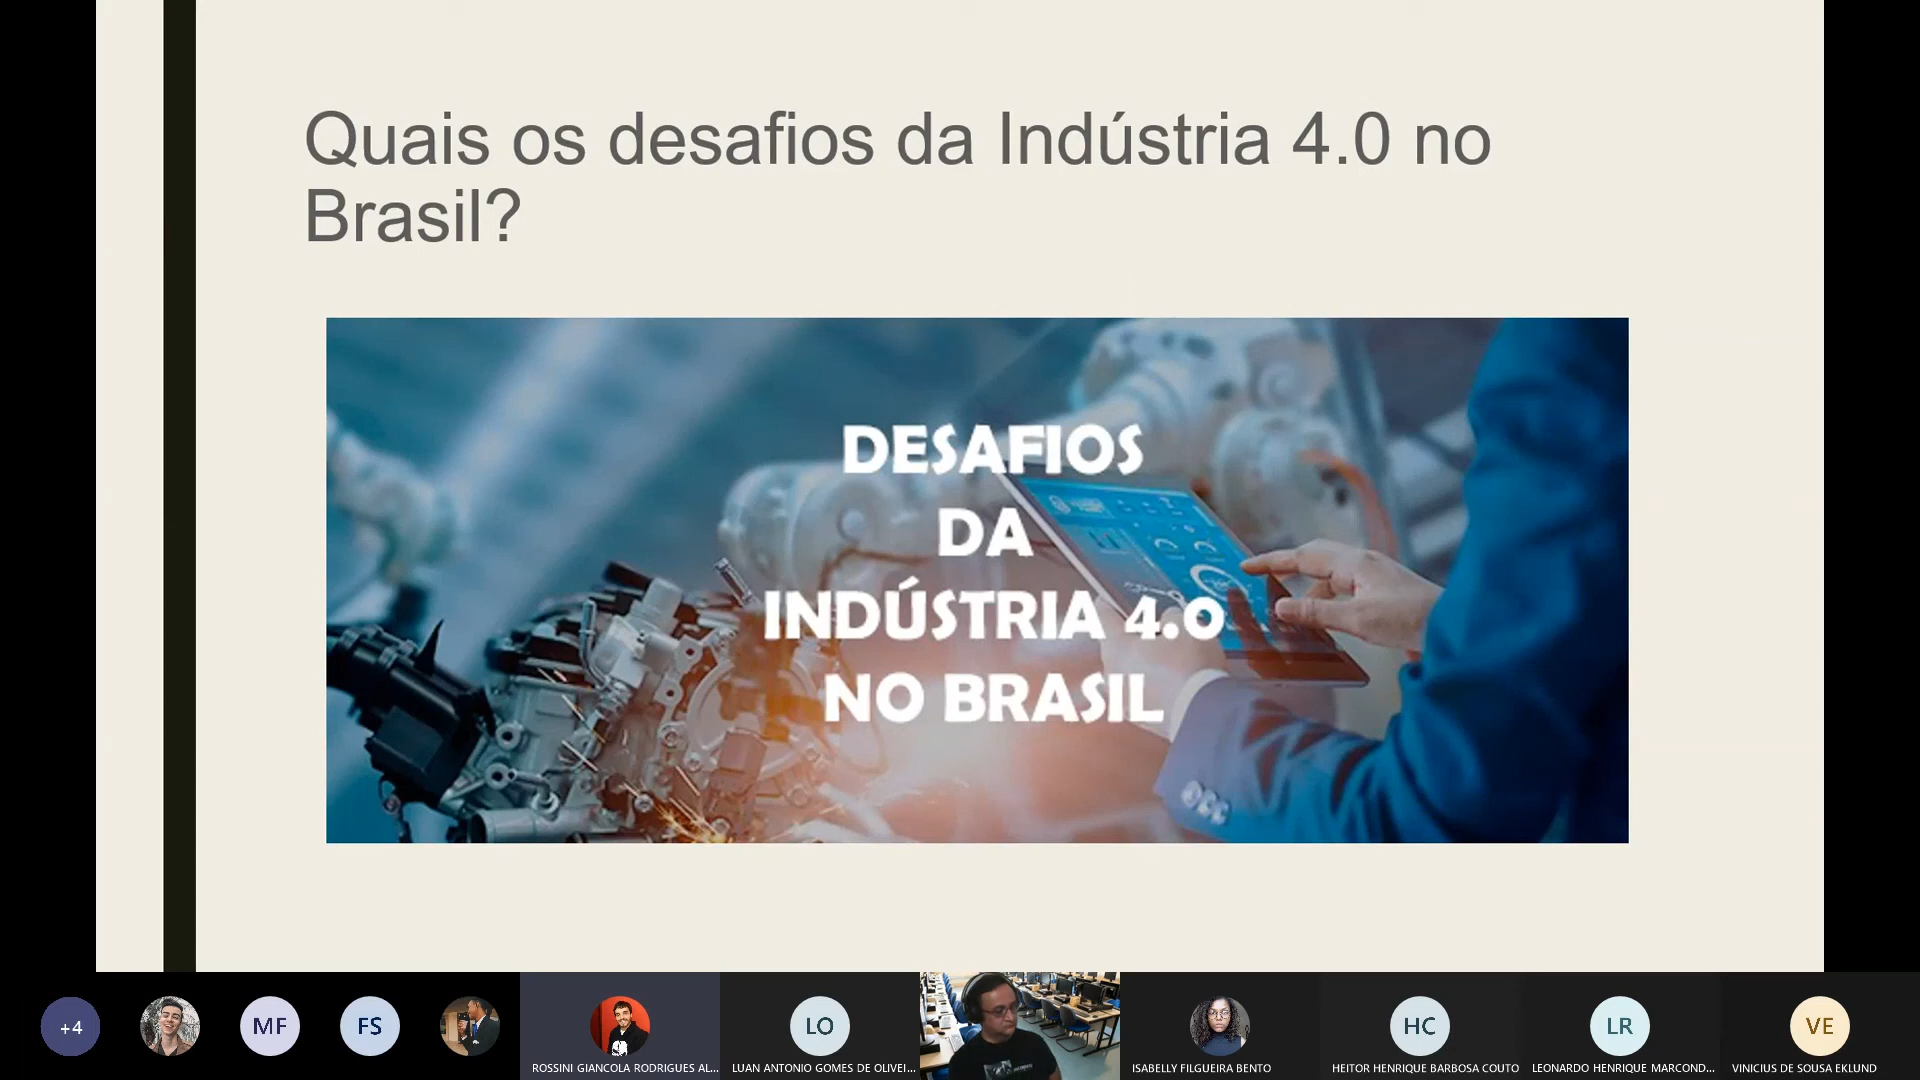 Quais os desafios da Indústria 4.0 no
Brasil?
DESAFIOS
DA
INDÚSTRIA 4.0
NO BRASIL
+4
MF
FS
ROSSINI GIANCOLA RODRIGUES AL...
LO
LUAN ANTONIO GOMES DE OLIVEI...
ISABELLY FILGUEIRA BENTO
HC
HEITOR HENRIQUE BARBOSA COUTO
LR
LEONARDO HENRIQUE MARCOND...
VE
VINICIUS DE SOUSA EKLUND